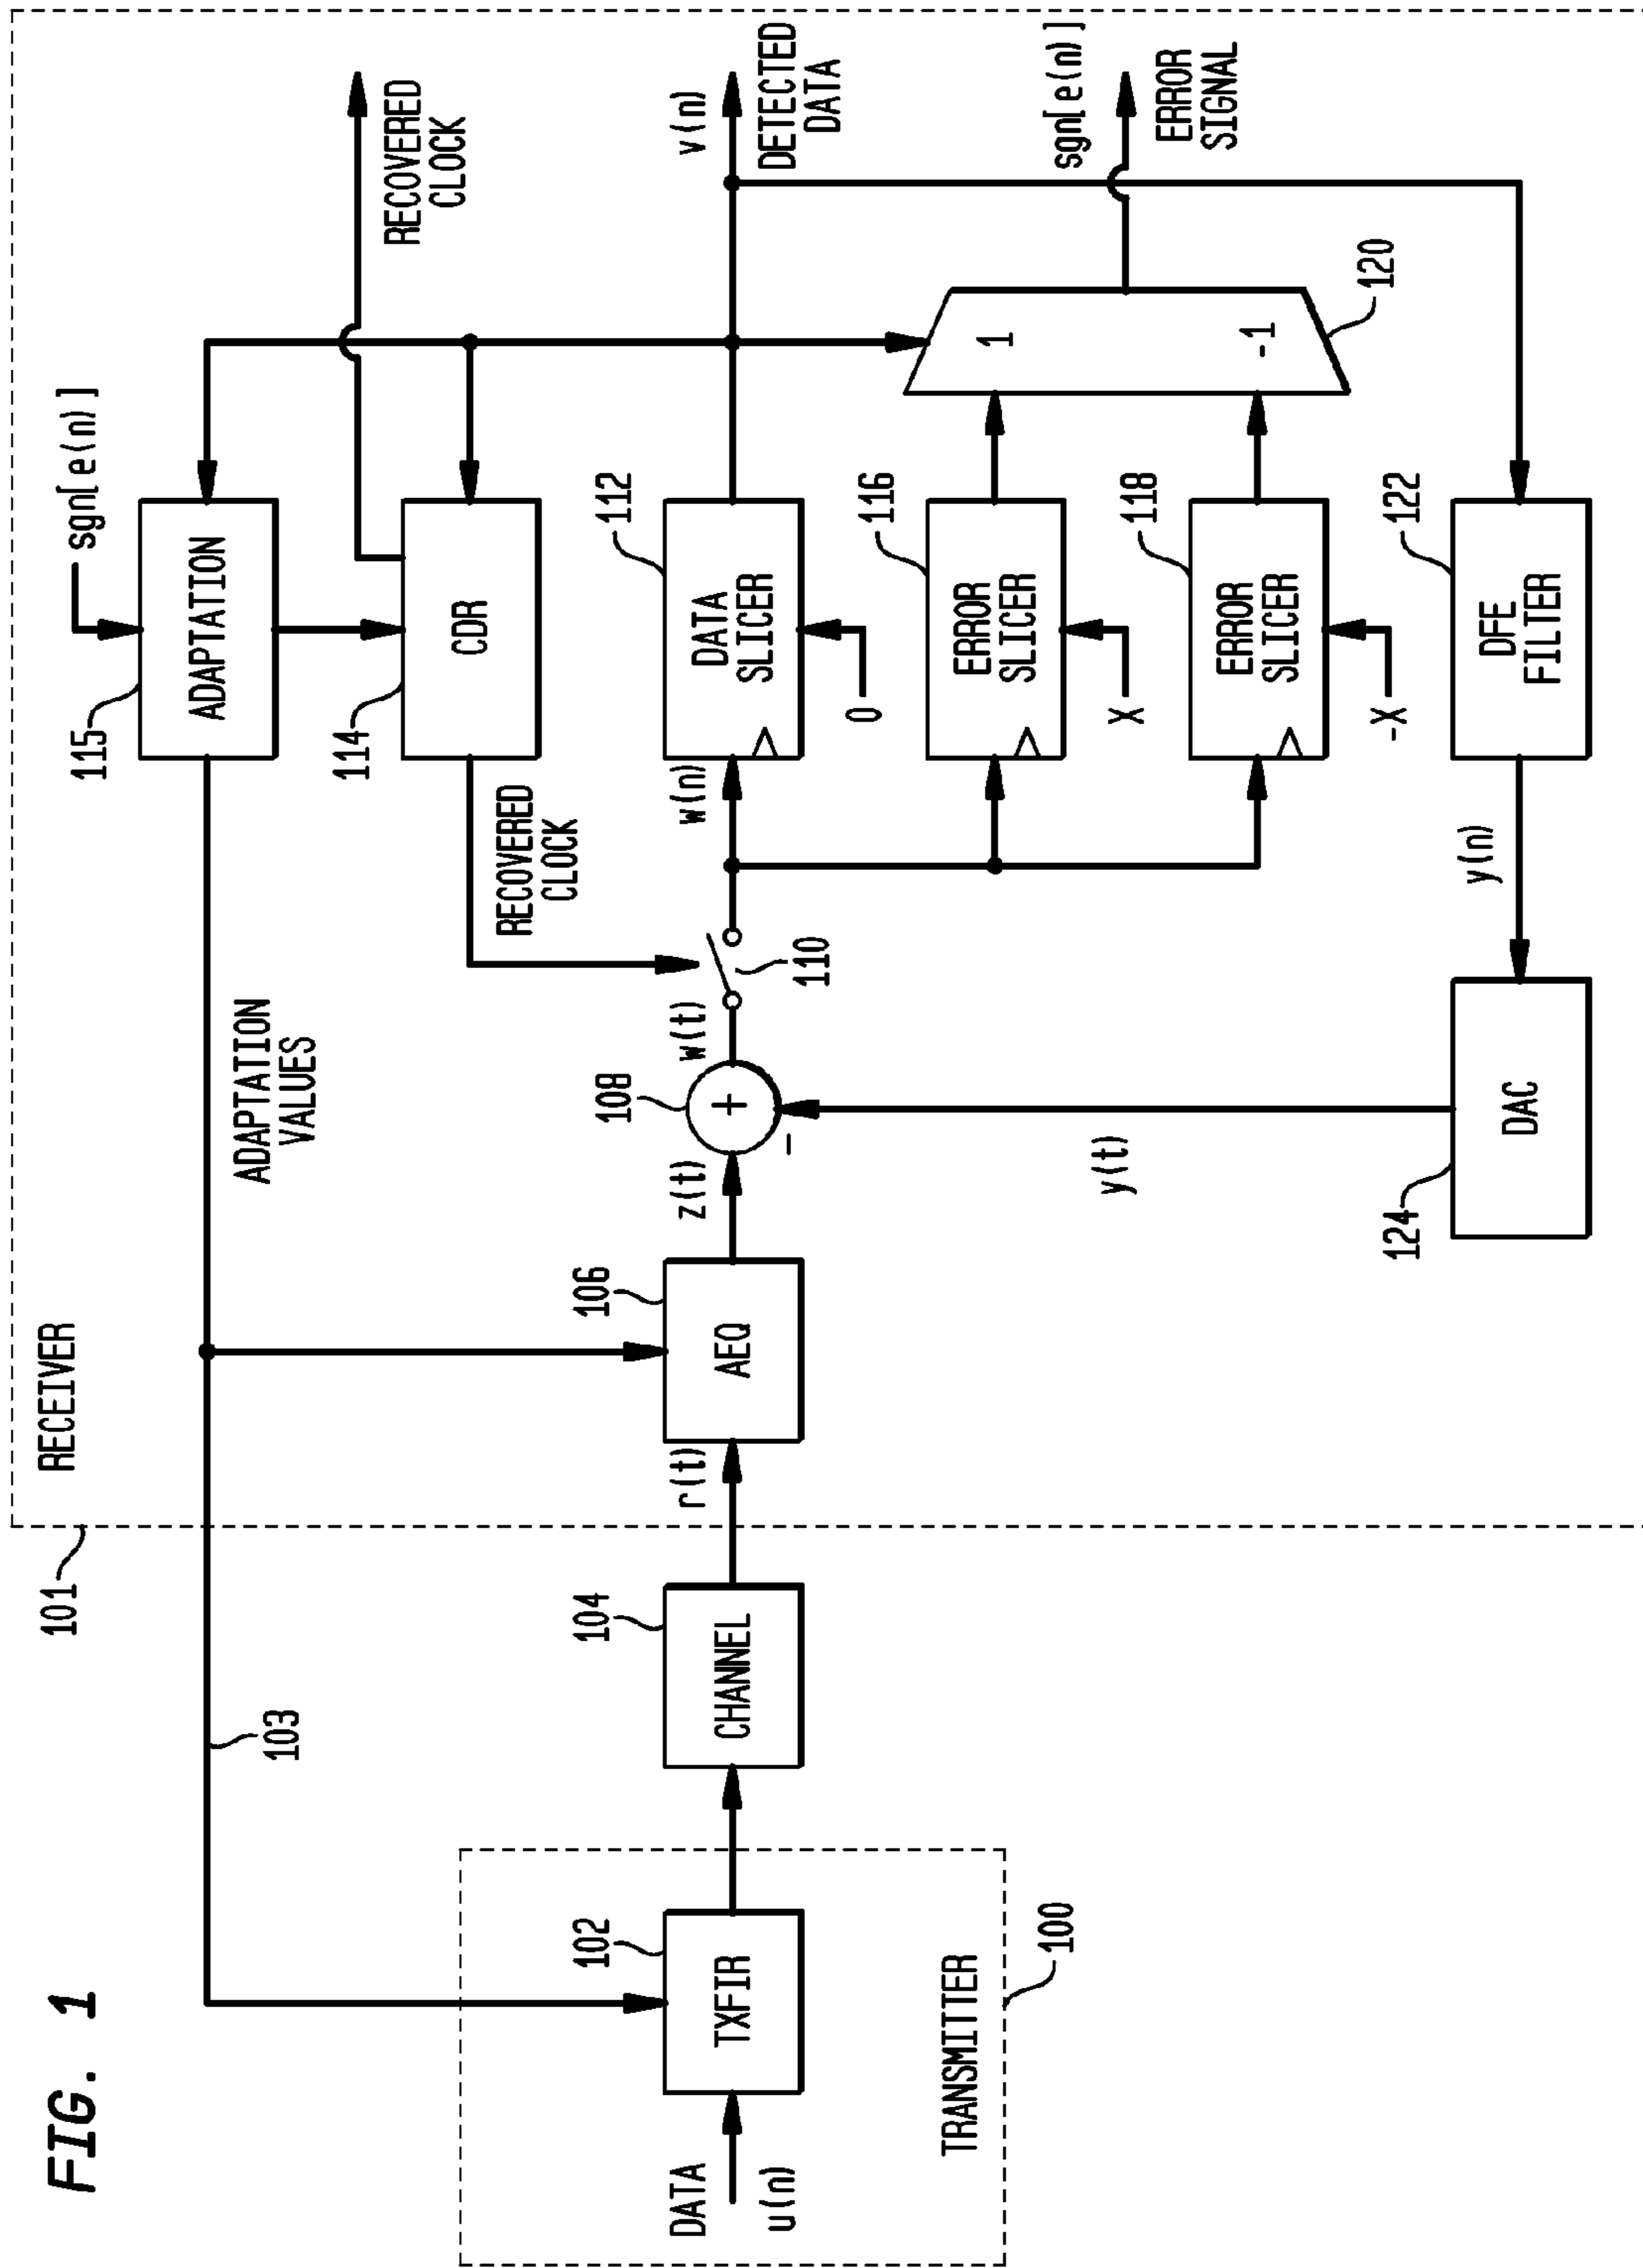 FIG. 1
101
RECEIVER
115
ADAPTATION
sgn[e(n)]
RECOVERED
CLOCK
103
ADAPTATION
VALUES
114
CDR
RECOVERED
CLOCK
DATA
u(n)
102
TXFIR
TRANSMITTER
100
104
CHANNEL
r(t)
106
AEQ
z(t)
108
+
-
w(t)
110
w(n)
112
DATA
SLICER
0
v(n)
DETECTED
DATA
116
ERROR
SLICER
X
118
ERROR
SLICER
-X
1
-1
120
sgn[e(n)]
ERROR
SIGNAL
122
DFE
FILTER
y(n)
124
DAC
y(t)